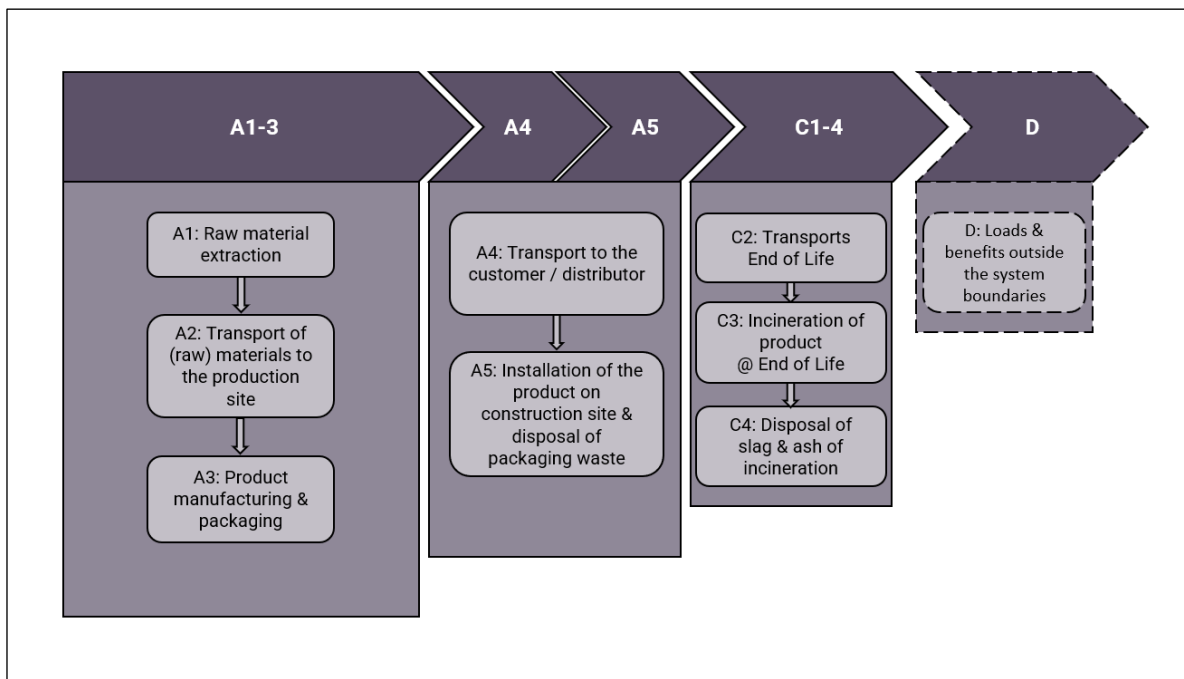 A1-3
A4
A5
C1-4
D
A1: Raw material
extraction
A2: Transport of
(raw) materials to
the production
site
A3: Product
manufacturing &
packaging
A4: Transport to the
customer / distributor
A5: Installation of the
product on
construction site &
disposal of
packaging waste
C2: Transports
End of Life
C3: Incineration of
product
@ End of Life
C4: Disposal of
slag & ash of
incineration
D: Loads &
benefits outside
the system
boundaries